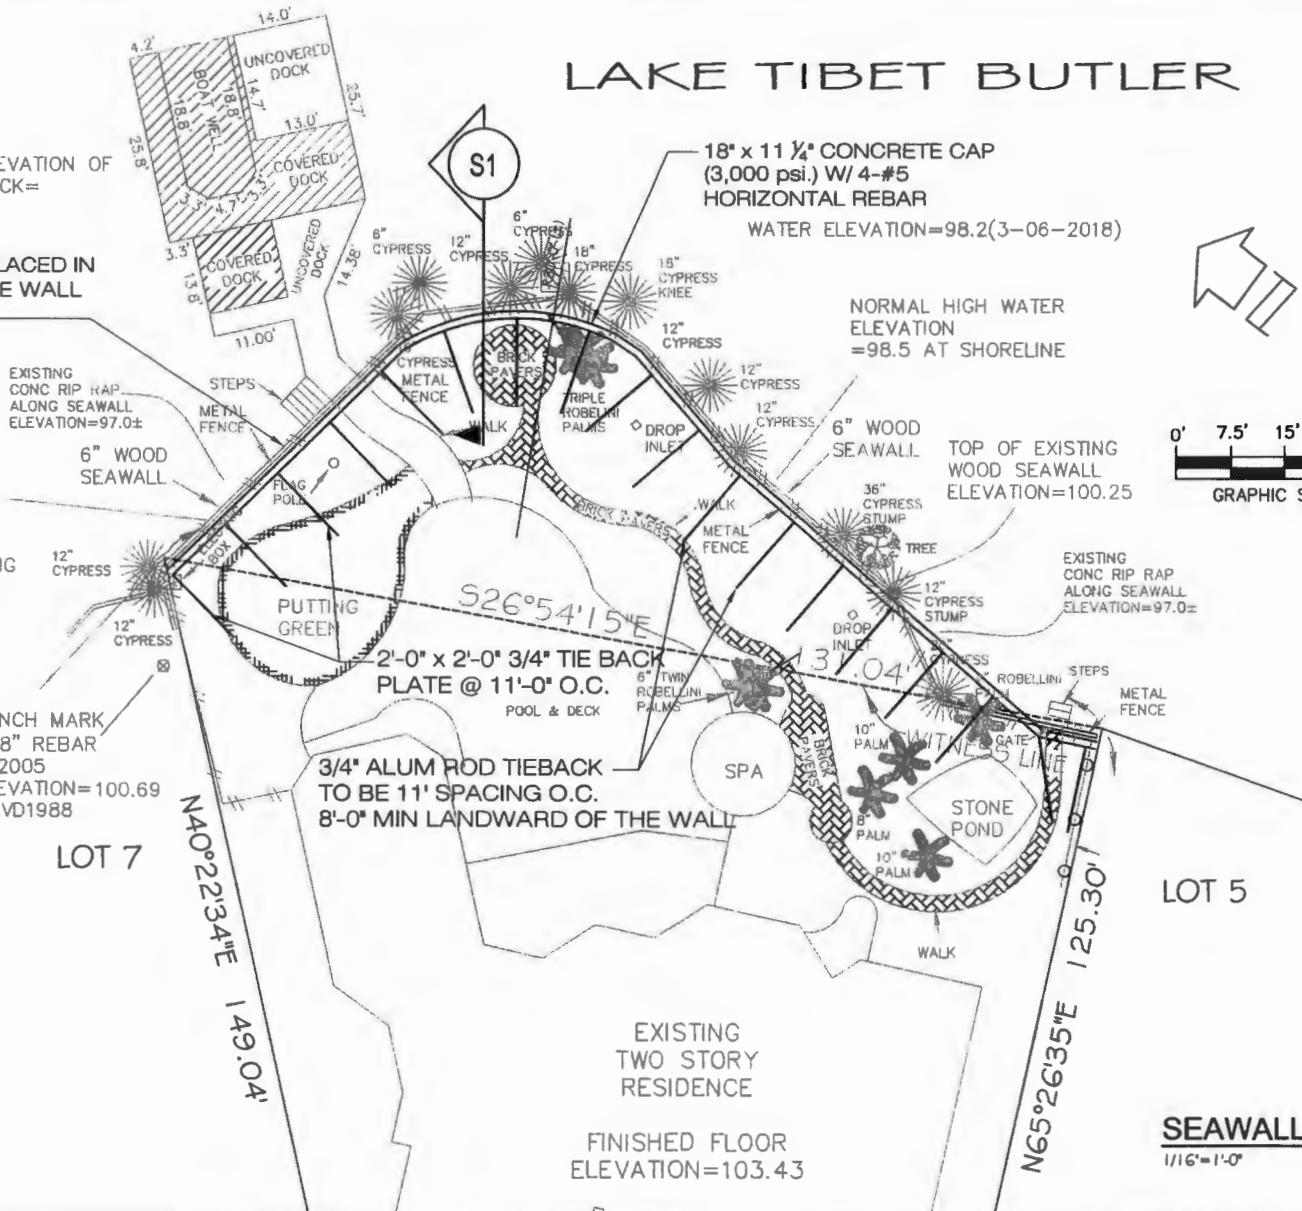 LAKE TIBET BUTLER
14.0'
4.2'
UNCOVERED
DOCK
BOAT WELL
18.8'
18.8'
14.7'
25.7'
13.0'
25.8'
COVERED
DOCK
3.3'
4.7'
3.3'
3.3'
COVERED
DOCK
13.8'
UNCOVERED
DOCK
14.38'
11.00'
EVATION OF
CK=
LACED IN
E WALL
S1
18" x 11 ¼" CONCRETE CAP
(3,000 psi.) W/ 4-#5
HORIZONTAL REBAR
WATER ELEVATION=98.2(3-06-2018)
6"
CYPRESS
12"
CYPRESS
6"
CYPRESS
18"
CYPRESS
18"
CYPRESS
KNEE
12"
CYPRESS
NORMAL HIGH WATER
ELEVATION
=98.5 AT SHORELINE
EXISTING
CONC RIP RAP
ALONG SEAWALL
ELEVATION=97.0±
STEPS
METAL
FENCE
CYPRESS
METAL
FENCE
BRICK
PAVERS
WALK
TRIPLE
ROBELINI
PALMS
DROP
INLET
12"
CYPRESS
12"
CYPRESS
6" WOOD
SEAWALL
6" WOOD
SEAWALL
TOP OF EXISTING
WOOD SEAWALL
ELEVATION=100.25
0' 7.5' 15'
GRAPHIC S
FLAG
POLE
BOX
BRICK PAVERS
WALK
METAL
FENCE
36"
CYPRESS
STUMP
TREE
EXISTING
CONC RIP RAP
ALONG SEAWALL
ELEVATION=97.0±
NG
12"
CYPRESS
12"
CYPRESS
PUTTING
GREEN
S26°54'15"E
131.04'
12"
CYPRESS
STUMP
DROP
INLET
2'-0" x 2'-0" 3/4" TIE BACK
PLATE @ 11'-0" O.C.
POOL & DECK
6" TWIN
ROBELLINI
PALMS
ROBELLINI
STEPS
METAL
FENCE
GATE
WITNESS LINE
NCH MARK
8" REBAR
2005
EVATION=100.69
VD1988
3/4" ALUM ROD TIEBACK
TO BE 11' SPACING O.C.
8'-0" MIN LANDWARD OF THE WALL
SPA
BRICK
PAVERS
10"
PALM
8"
PALM
10"
PALM
STONE
POND
WALK
LOT 7
N40°22'34"E 149.04'
LOT 5
N65°26'35"E 125.30'
EXISTING
TWO STORY
RESIDENCE
FINISHED FLOOR
ELEVATION=103.43
SEAWALL
1/16"=1'-0"